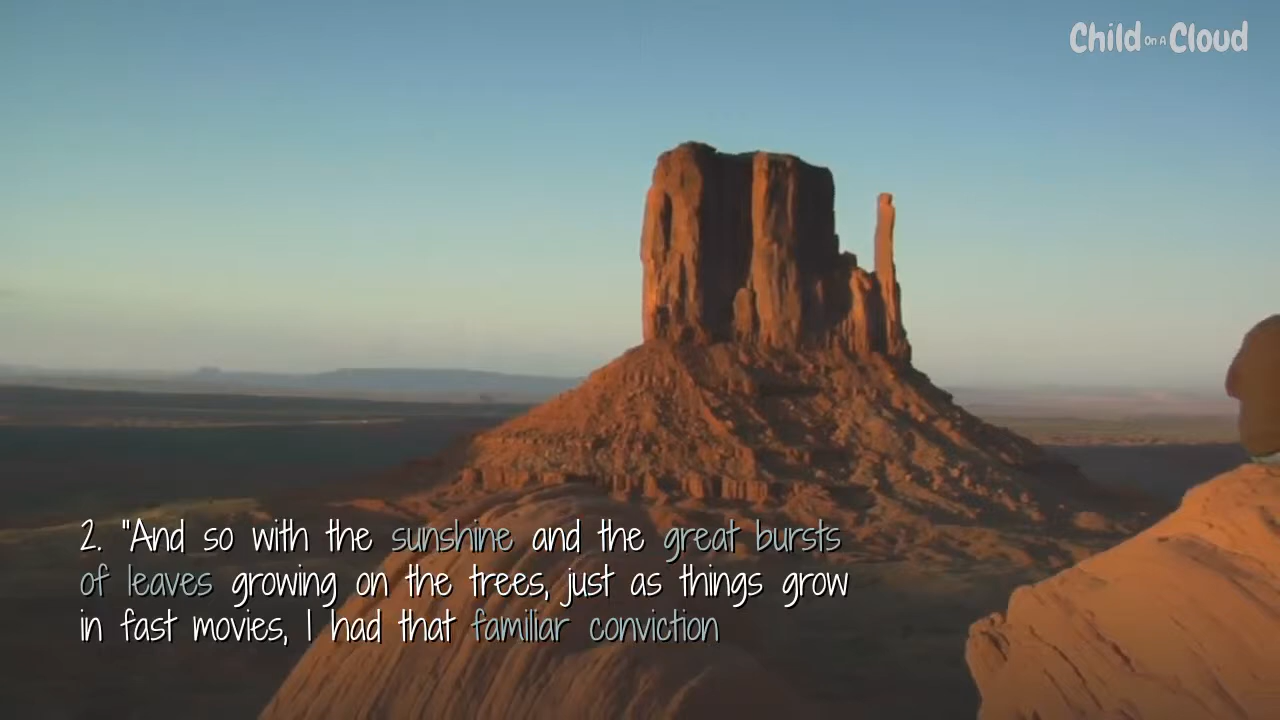 Child On A Cloud
2. "And so with the sunshine and the great bursts
of leaves growing on the trees, just as things grow
in fast movies, I had that familiar conviction